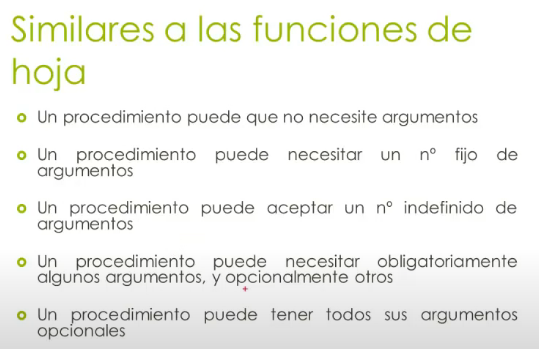 Similares a las funciones de
hoja
Un procedimiento puede que no necesite argumentos
Un procedimiento puede necesitar un nº fijo de
argumentos
Un procedimiento puede aceptar un nº indefinido de
argumentos
Un procedimiento puede necesitar obligatoriamente
algunos argumentos, y opcionalmente otros
Un procedimiento puede tener todos sus argumentos
opcionales